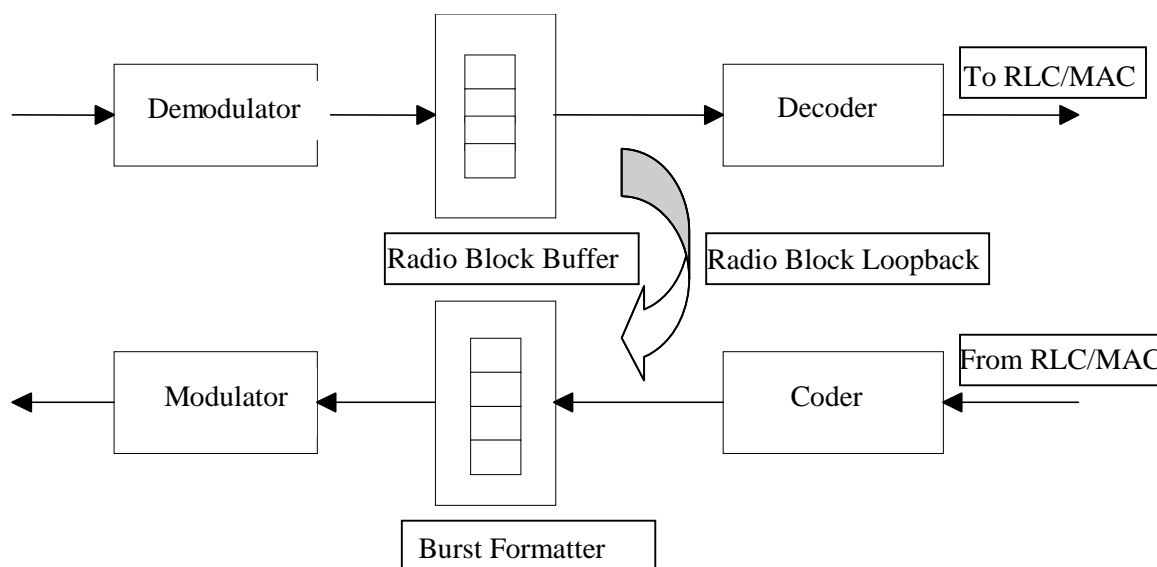 Demodulator
Decoder
To RLC/MAC
Radio Block Buffer
Radio Block Loopback
Modulator
Coder
From RLC/MAC
Burst Formatter